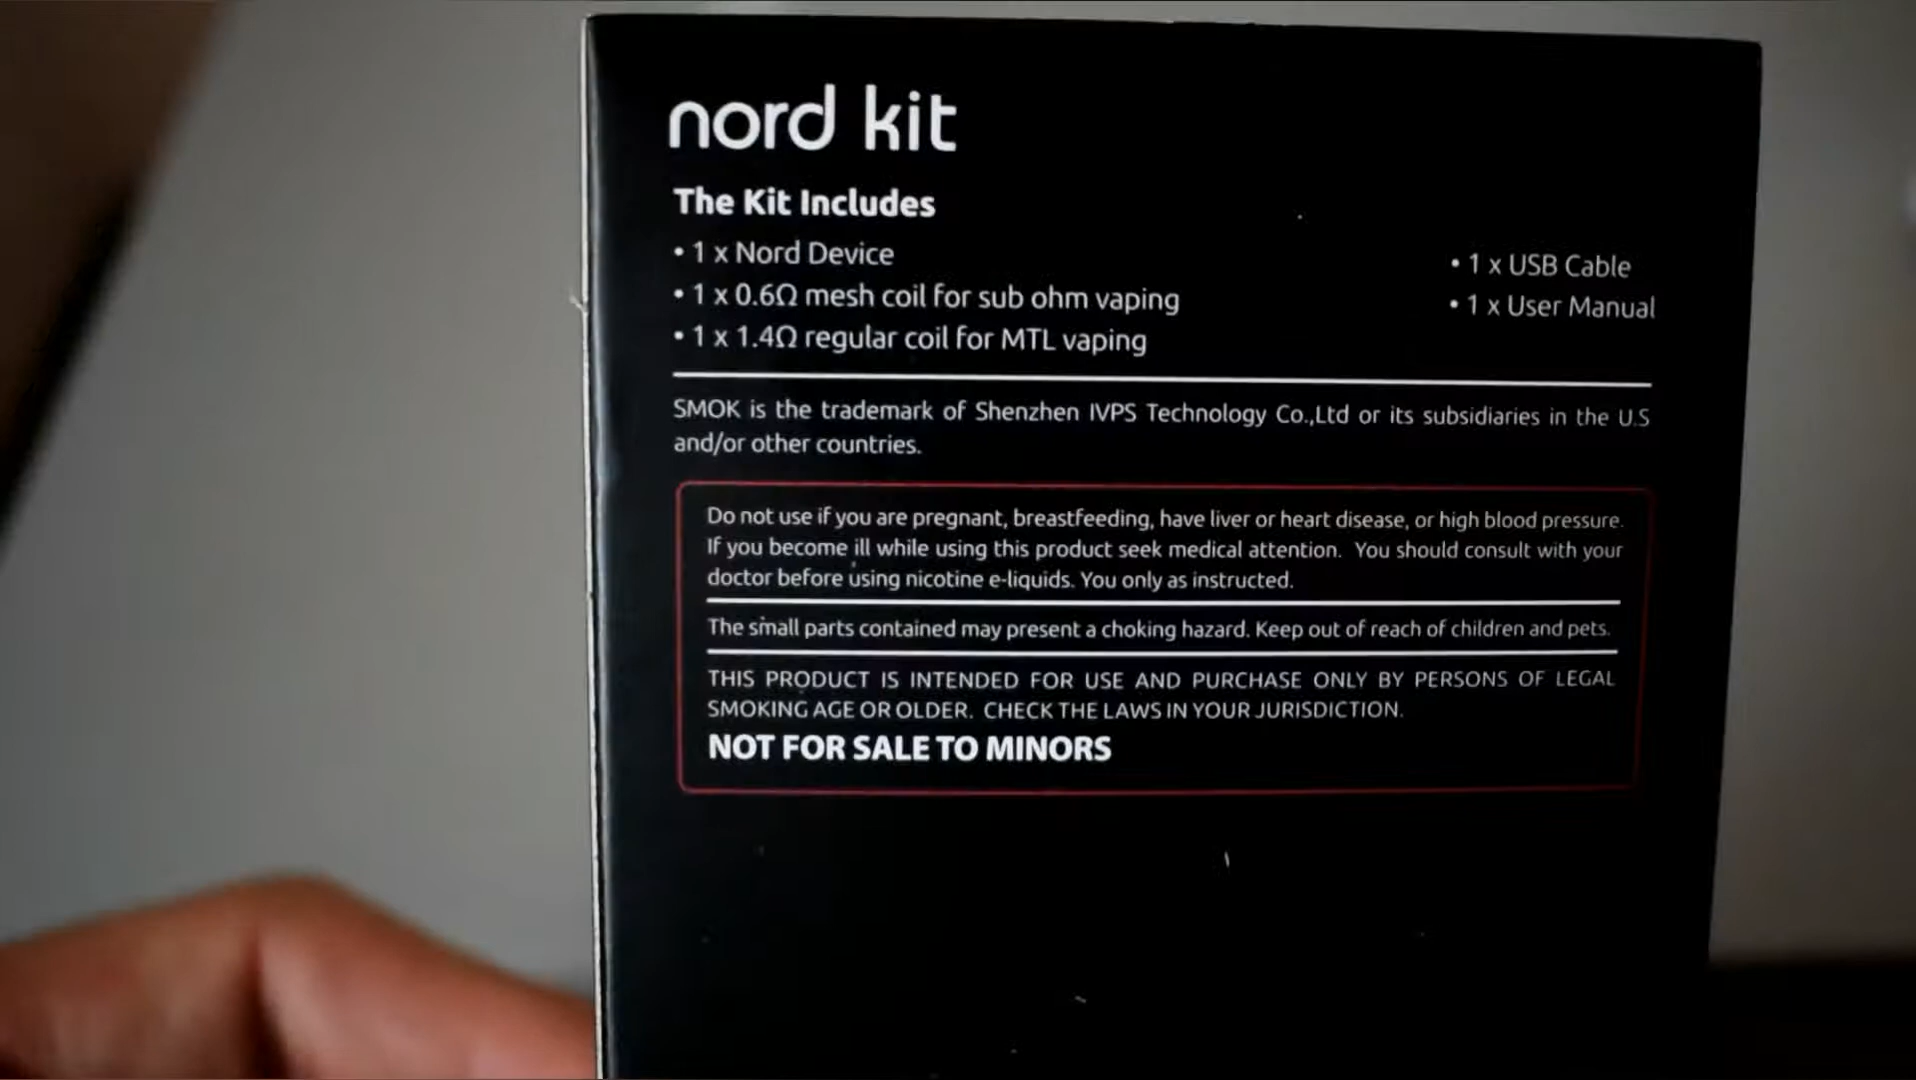 nord kit
The Kit Includes
• 1 x Nord Device
• 1 x 0.6Ω mesh coil for sub ohm vaping
• 1 x 1.4Ω regular coil for MTL vaping
• 1 x USB Cable
• 1 x User Manual
SMOK is the trademark of Shenzhen IVPS Technology Co.,Ltd or its subsidiaries in the U.S
and/or other countries.
Do not use if you are pregnant, breastfeeding, have liver or heart disease, or high blood pressure.
If you become ill while using this product seek medical attention. You should consult with your
doctor before using nicotine e-liquids. You only as instructed.
The small parts contained may present a choking hazard. Keep out of reach of children and pets.
THIS PRODUCT IS INTENDED FOR USE AND PURCHASE ONLY BY PERSONS OF LEGAL
SMOKING AGE OR OLDER. CHECK THE LAWS IN YOUR JURISDICTION.
NOT FOR SALE TO MINORS